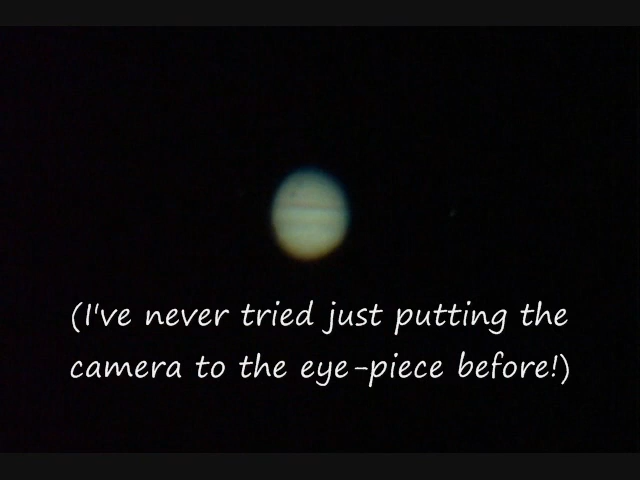 (I've never tried just putting the
camera to the eye-piece before!)